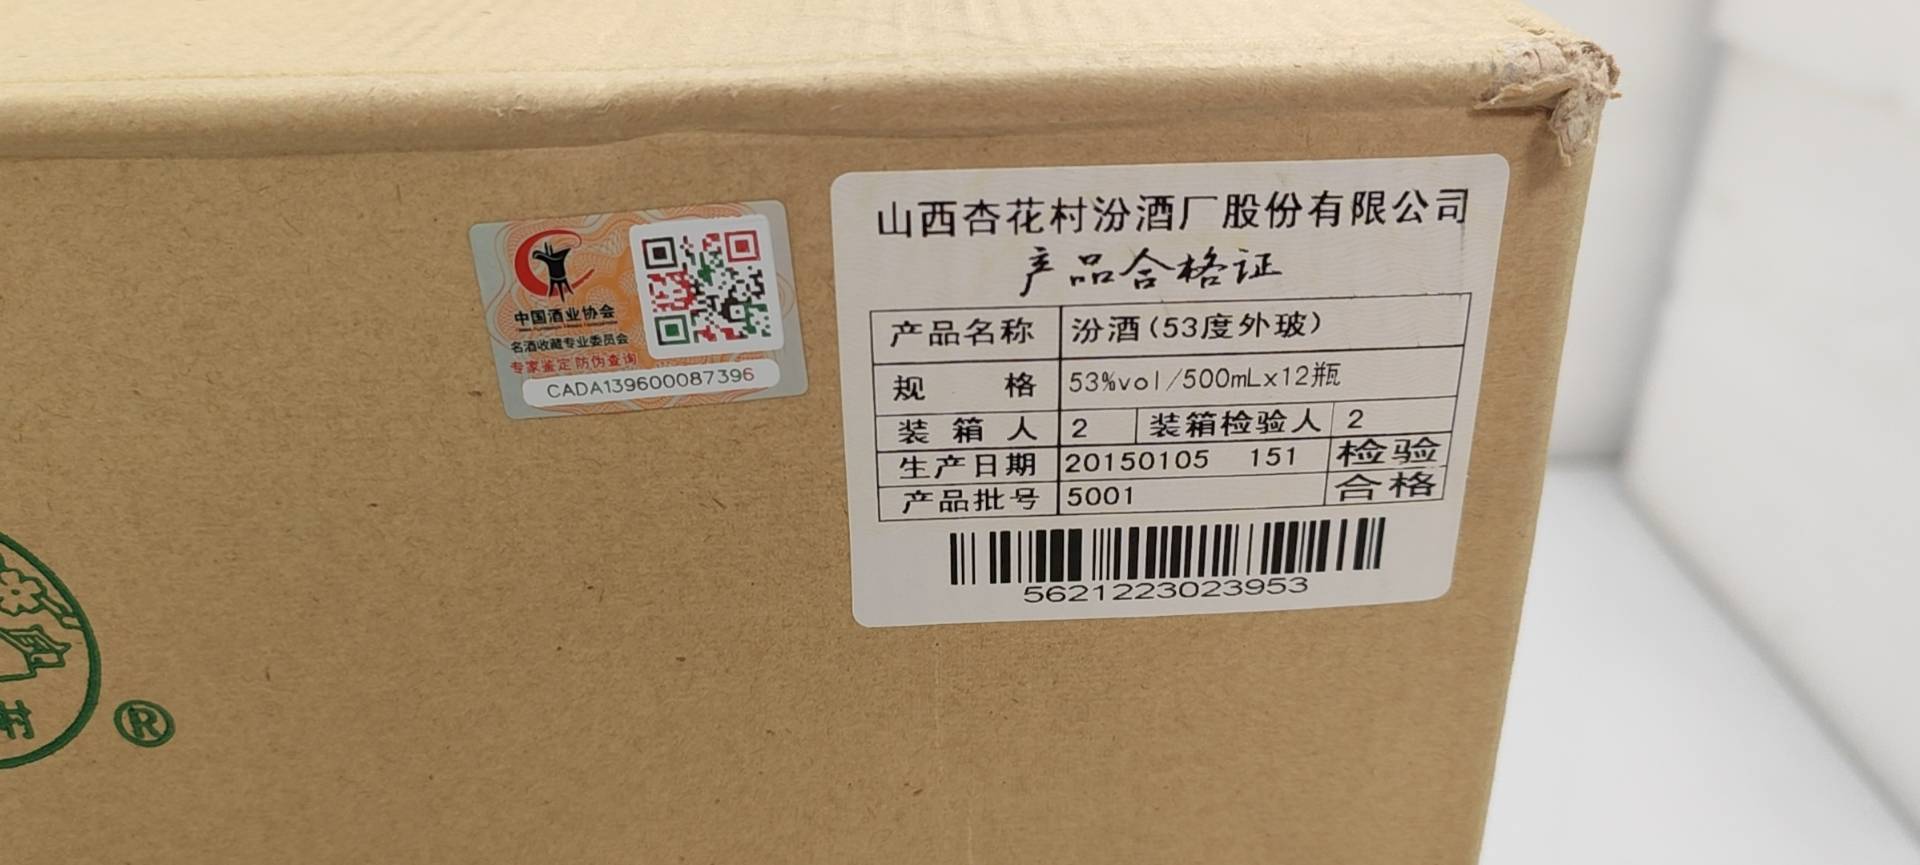 中国酒业协会
名酒收藏专业委员会
专家鉴定 防伪查询
CADA139600087396
山西杏花村汾酒厂股份有限公司
产品合格证
产品名称 汾酒(53度外玻)
规 格 53%vol/500mLx12瓶
装 箱 人 2 装箱检验人 2
生产日期 20150105 151 检验
产品批号 5001 合格
5621223023953
®